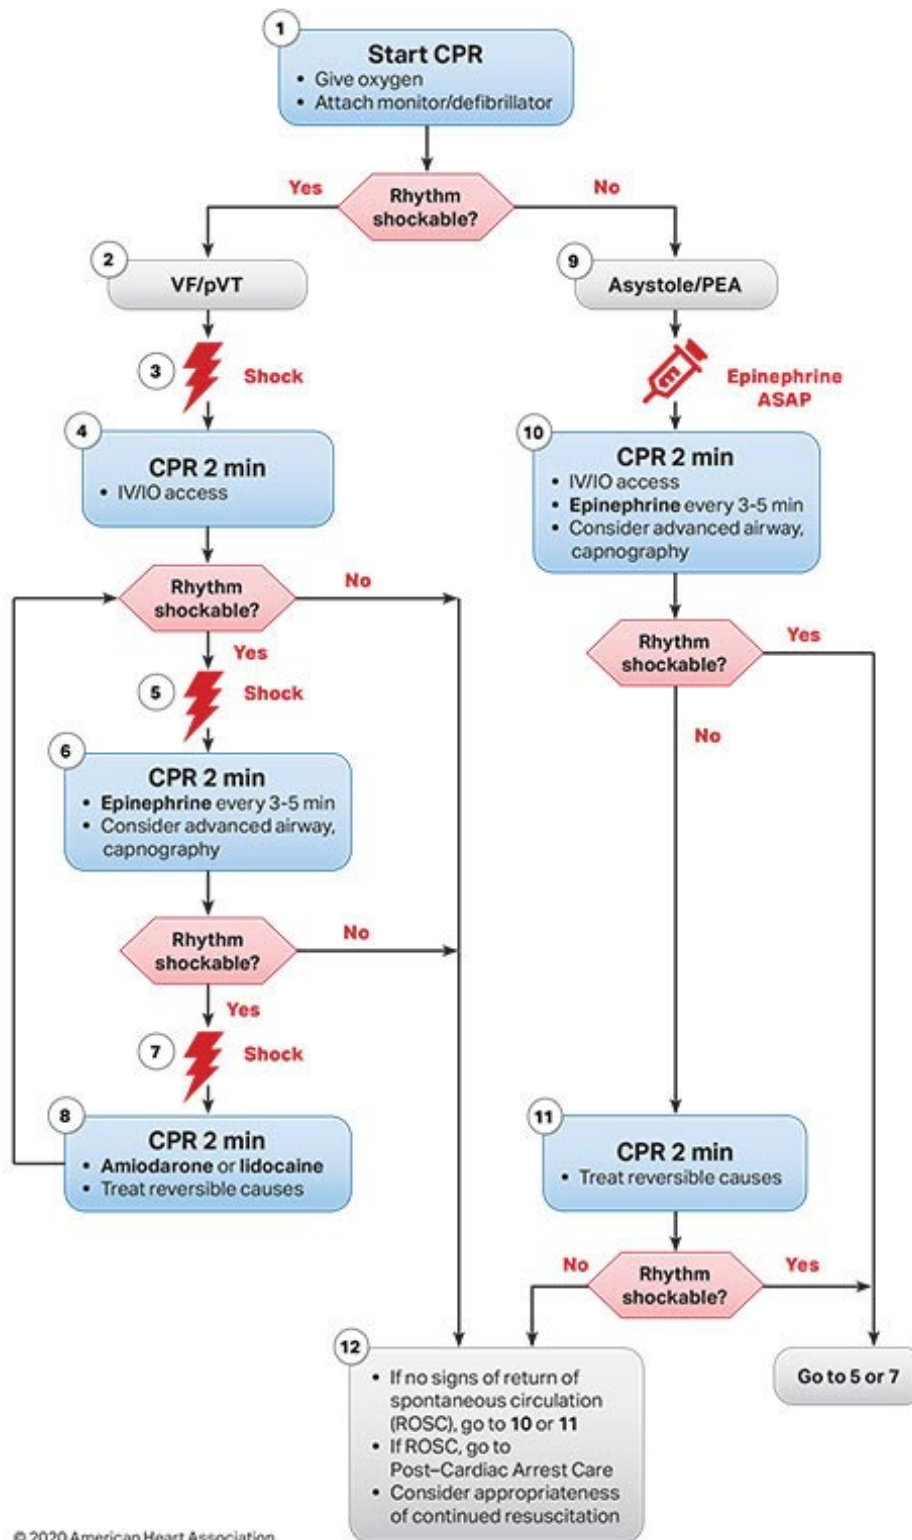 1
Start CPR
• Give oxygen
• Attach monitor/defibrillator
Yes
Rhythm
shockable?
No
2
VF/pVT
3
Shock
4
CPR 2 min
• IV/IO access
Rhythm
shockable?
No
Yes
5
Shock
6
CPR 2 min
• Epinephrine every 3-5 min
• Consider advanced airway,
capnography
Rhythm
shockable?
No
Yes
7
Shock
8
CPR 2 min
• Amiodarone or lidocaine
• Treat reversible causes
9
Asystole/PEA
Epinephrine
ASAP
10
CPR 2 min
• IV/IO access
• Epinephrine every 3-5 min
• Consider advanced airway,
capnography
Rhythm
shockable?
Yes
No
11
CPR 2 min
• Treat reversible causes
No
Rhythm
shockable?
Yes
12
• If no signs of return of
spontaneous circulation
(ROSC), go to 10 or 11
• If ROSC, go to
Post–Cardiac Arrest Care
• Consider appropriateness
of continued resuscitation
Go to 5 or 7
© 2020 American Heart Association